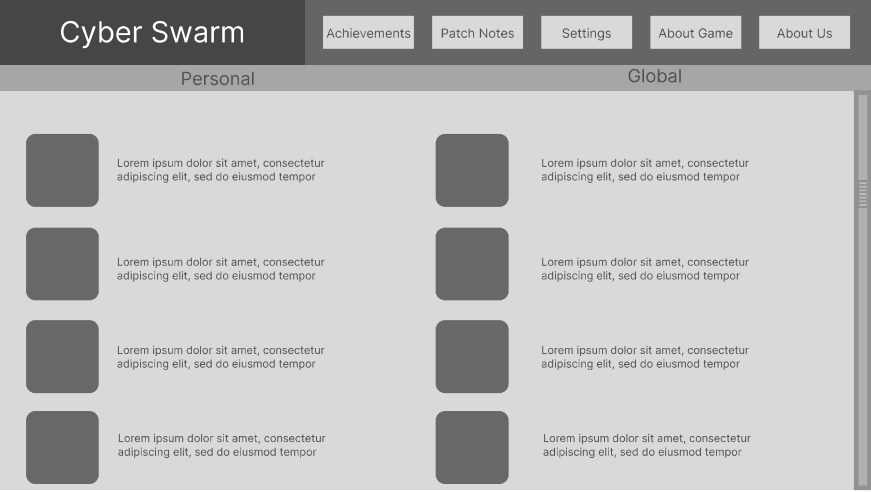 Cyber Swarm
Achievements
Patch Notes
Settings
About Game
About Us
Personal
Global
Lorem ipsum dolor sit amet, consectetur
adipiscing elit, sed do eiusmod tempor
Lorem ipsum dolor sit amet, consectetur
adipiscing elit, sed do eiusmod tempor
Lorem ipsum dolor sit amet, consectetur
adipiscing elit, sed do eiusmod tempor
Lorem ipsum dolor sit amet, consectetur
adipiscing elit, sed do eiusmod tempor
Lorem ipsum dolor sit amet, consectetur
adipiscing elit, sed do eiusmod tempor
Lorem ipsum dolor sit amet, consectetur
adipiscing elit, sed do eiusmod tempor
Lorem ipsum dolor sit amet, consectetur
adipiscing elit, sed do eiusmod tempor
Lorem ipsum dolor sit amet, consectetur
adipiscing elit, sed do eiusmod tempor